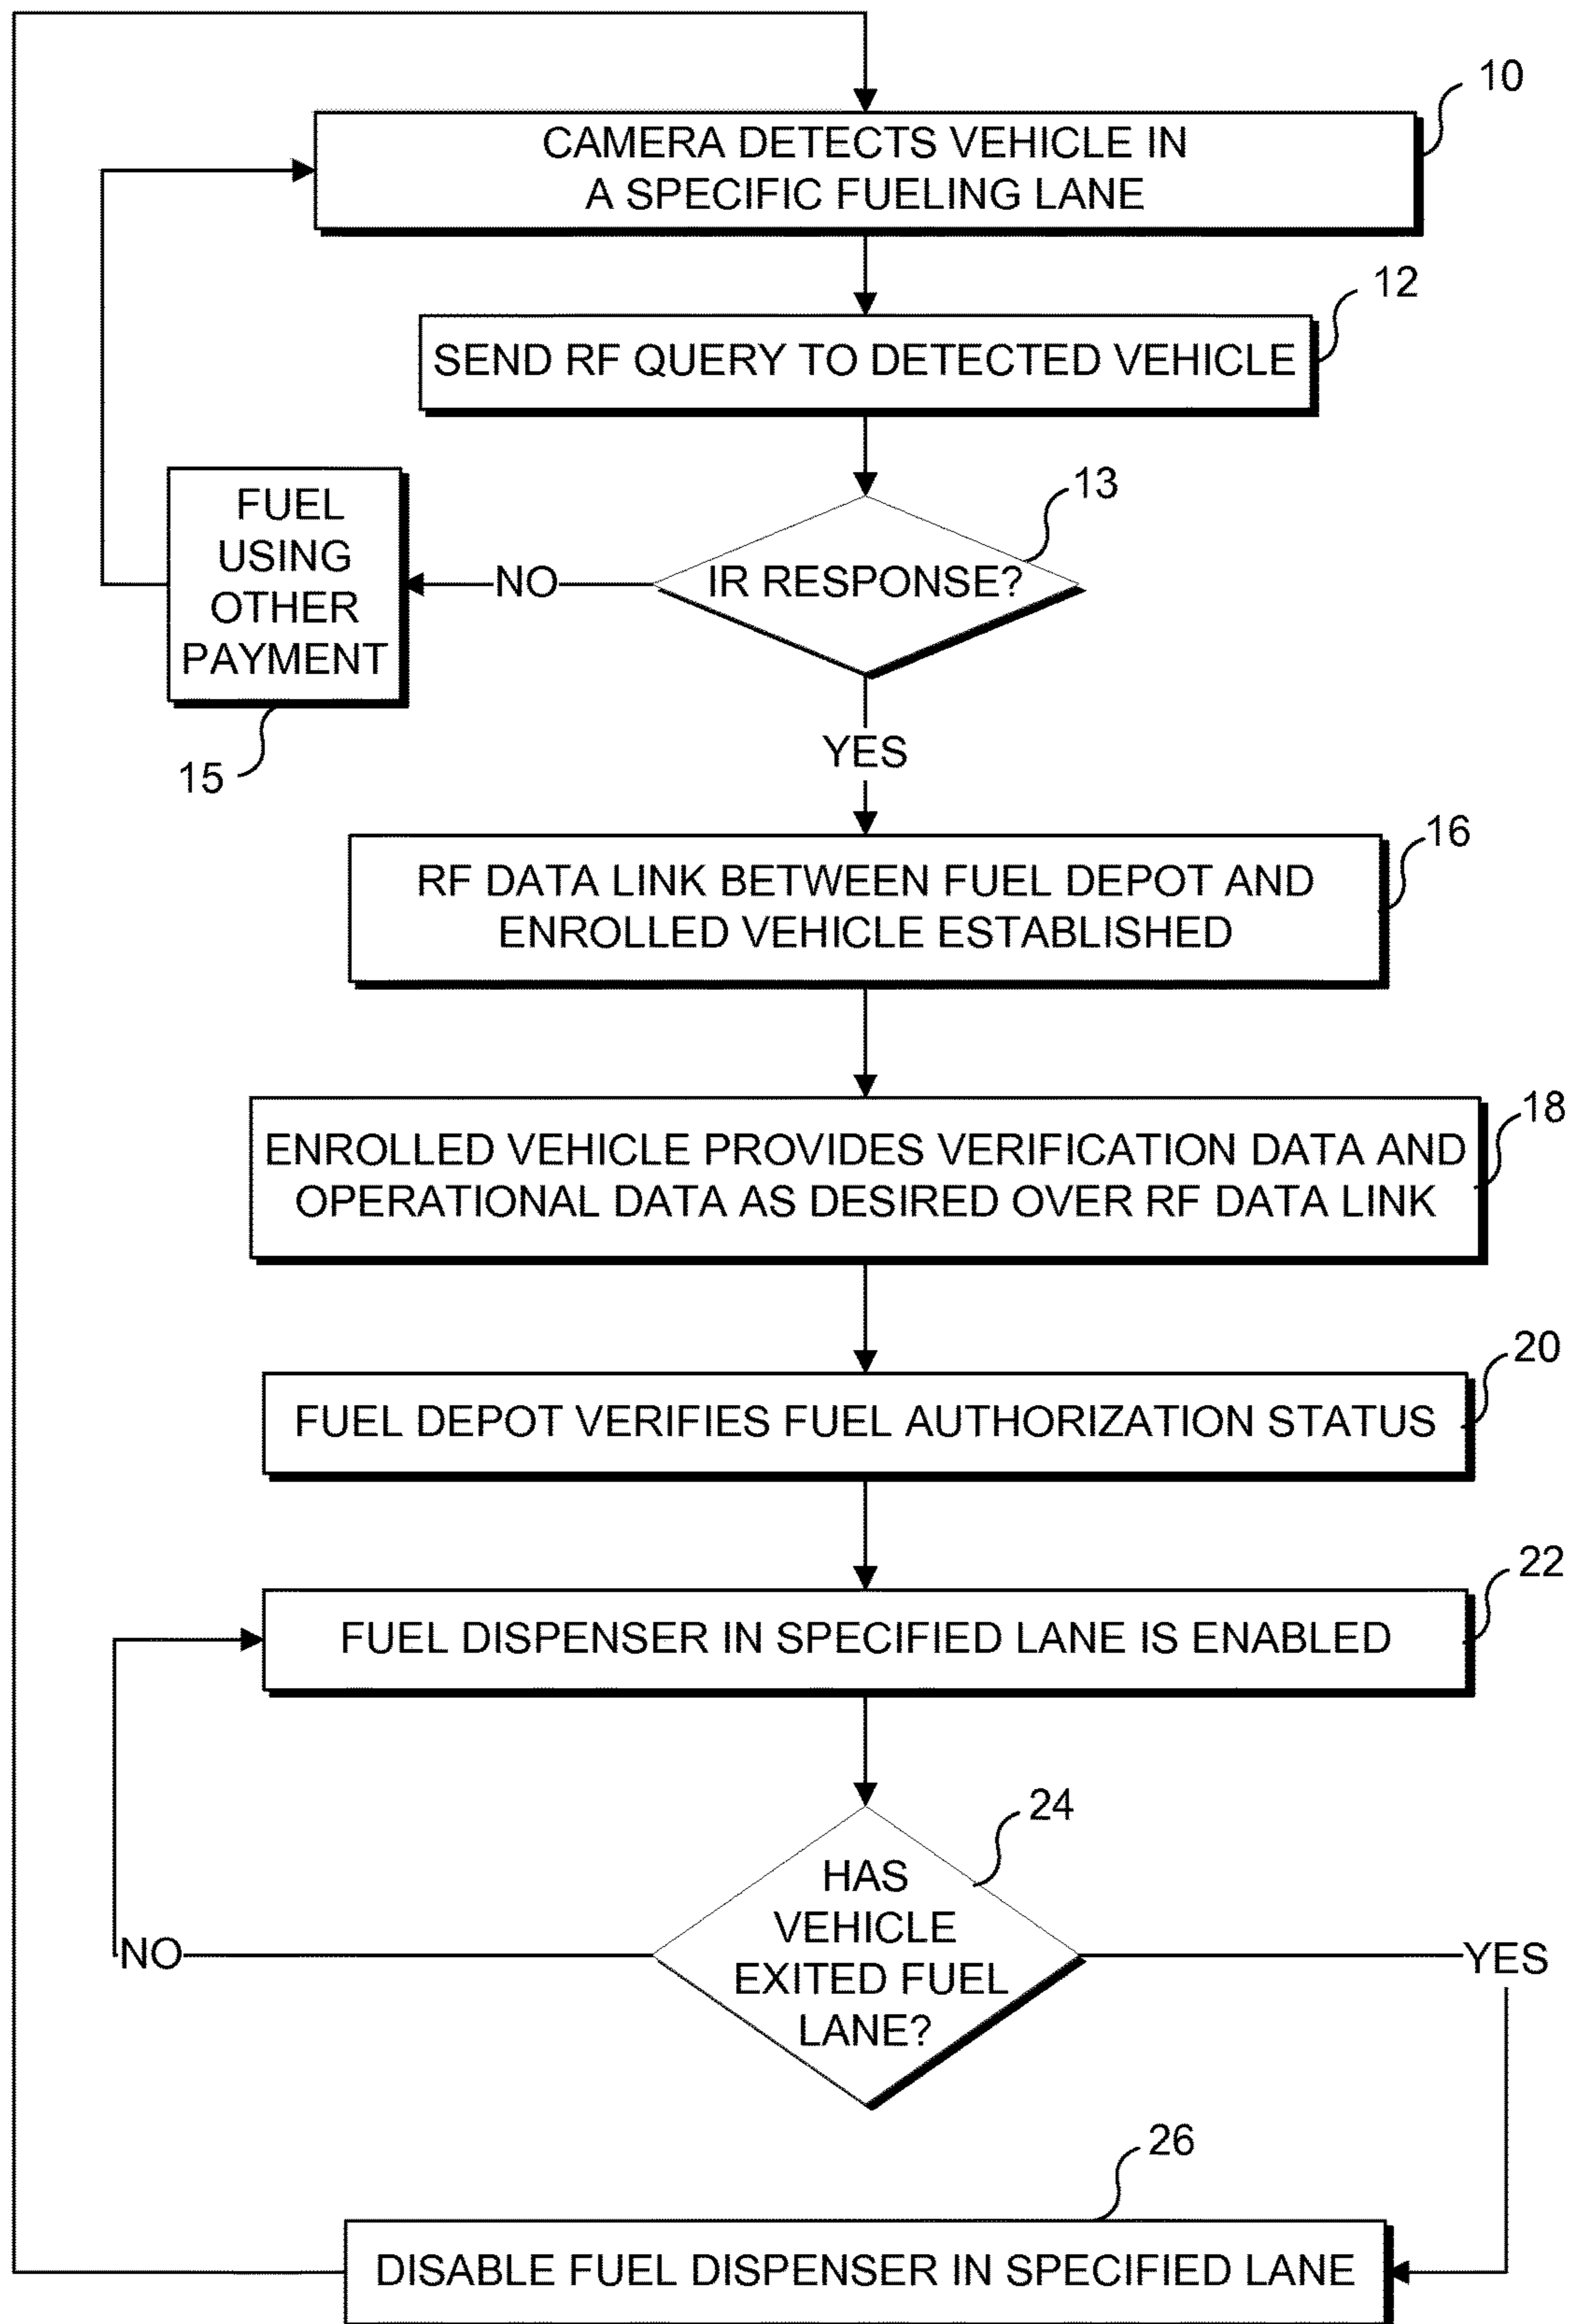 10
CAMERA DETECTS VEHICLE IN
A SPECIFIC FUELING LANE
12
SEND RF QUERY TO DETECTED VEHICLE
13
IR RESPONSE?
NO
FUEL
USING
OTHER
PAYMENT
15
YES
16
RF DATA LINK BETWEEN FUEL DEPOT AND
ENROLLED VEHICLE ESTABLISHED
18
ENROLLED VEHICLE PROVIDES VERIFICATION DATA AND
OPERATIONAL DATA AS DESIRED OVER RF DATA LINK
20
FUEL DEPOT VERIFIES FUEL AUTHORIZATION STATUS
22
FUEL DISPENSER IN SPECIFIED LANE IS ENABLED
24
HAS
VEHICLE
EXITED FUEL
LANE?
NO
YES
26
DISABLE FUEL DISPENSER IN SPECIFIED LANE